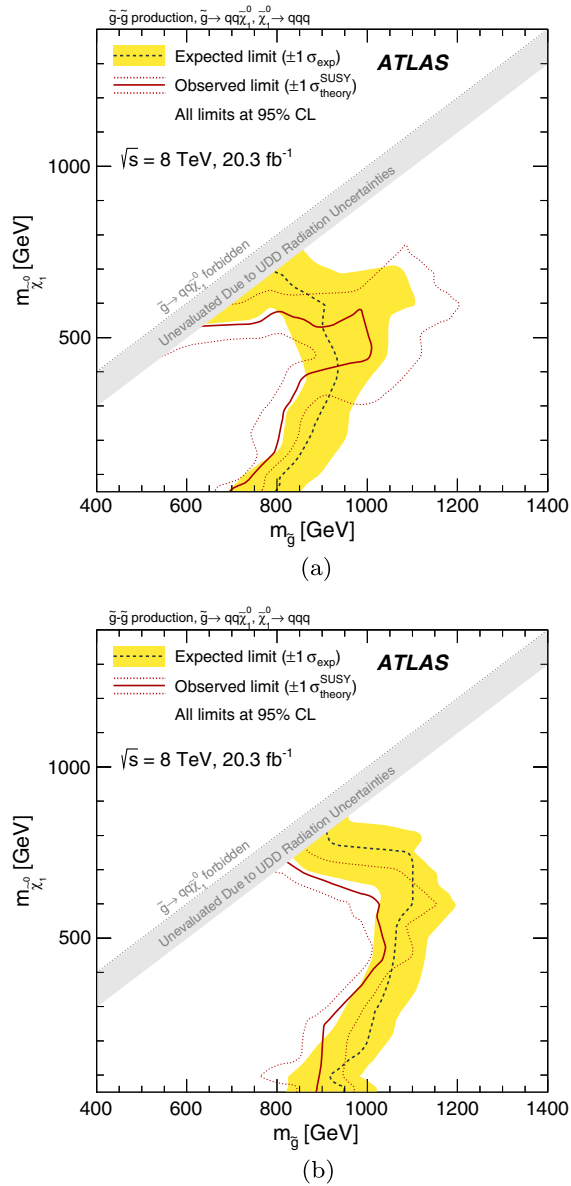 g̃-g̃ production, g̃→ qqχ̃₁⁰, χ̃₁⁰→ qqq
Expected limit (±1 σexp)
ATLAS
Observed limit (±1 σtheory^SUSY)
All limits at 95% CL
√s = 8 TeV, 20.3 fb⁻¹
g̃→ qqχ̃₁⁰ forbidden
Unevaluated Due to UDD Radiation Uncertainties
mχ̃₁⁰ [GeV]
1000
500
400 600 800 1000 1200 1400
mg̃ [GeV]
(a)
g̃-g̃ production, g̃→ qqχ̃₁⁰, χ̃₁⁰→ qqq
Expected limit (±1 σexp)
ATLAS
Observed limit (±1 σtheory^SUSY)
All limits at 95% CL
√s = 8 TeV, 20.3 fb⁻¹
g̃→ qqχ̃₁⁰ forbidden
Unevaluated Due to UDD Radiation Uncertainties
mχ̃₁⁰ [GeV]
1000
500
400 600 800 1000 1200 1400
mg̃ [GeV]
(b)